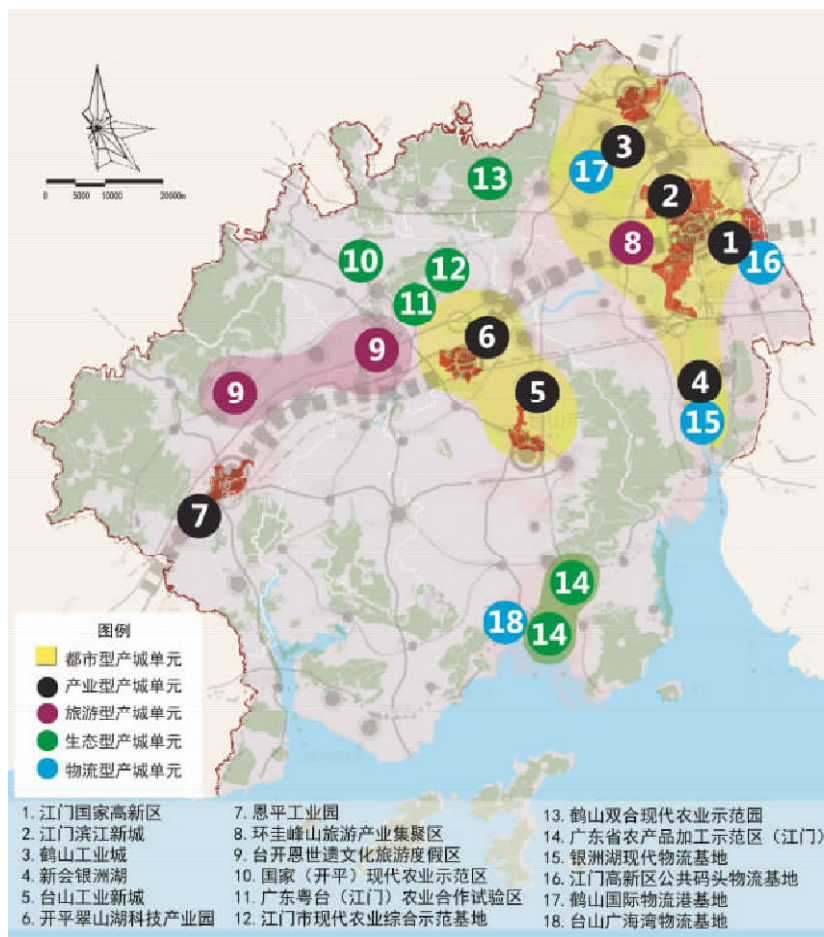 0 5000 10000 20000m
13
3
17
2
8
1
16
10
12
11
6
9
9
5
4
15
7
14
14
18
图例
都市型产城单元
产业型产城单元
旅游型产城单元
生态型产城单元
物流型产城单元
1. 江门国家高新区
2. 江门滨江新城
3. 鹤山工业城
4. 新会银洲湖
5. 台山工业新城
6. 开平翠山湖科技产业园
7. 恩平工业园
8. 环圭峰山旅游产业集聚区
9. 台开恩世遗文化旅游度假区
10. 国家（开平）现代农业示范区
11. 广东粤台（江门）农业合作试验区
12. 江门市现代农业综合示范基地
13. 鹤山双合现代农业示范园
14. 广东省农产品加工示范区（江门）
15. 银洲湖现代物流基地
16. 江门高新区公共码头物流基地
17. 鹤山国际物流港基地
18. 台山广海湾物流基地